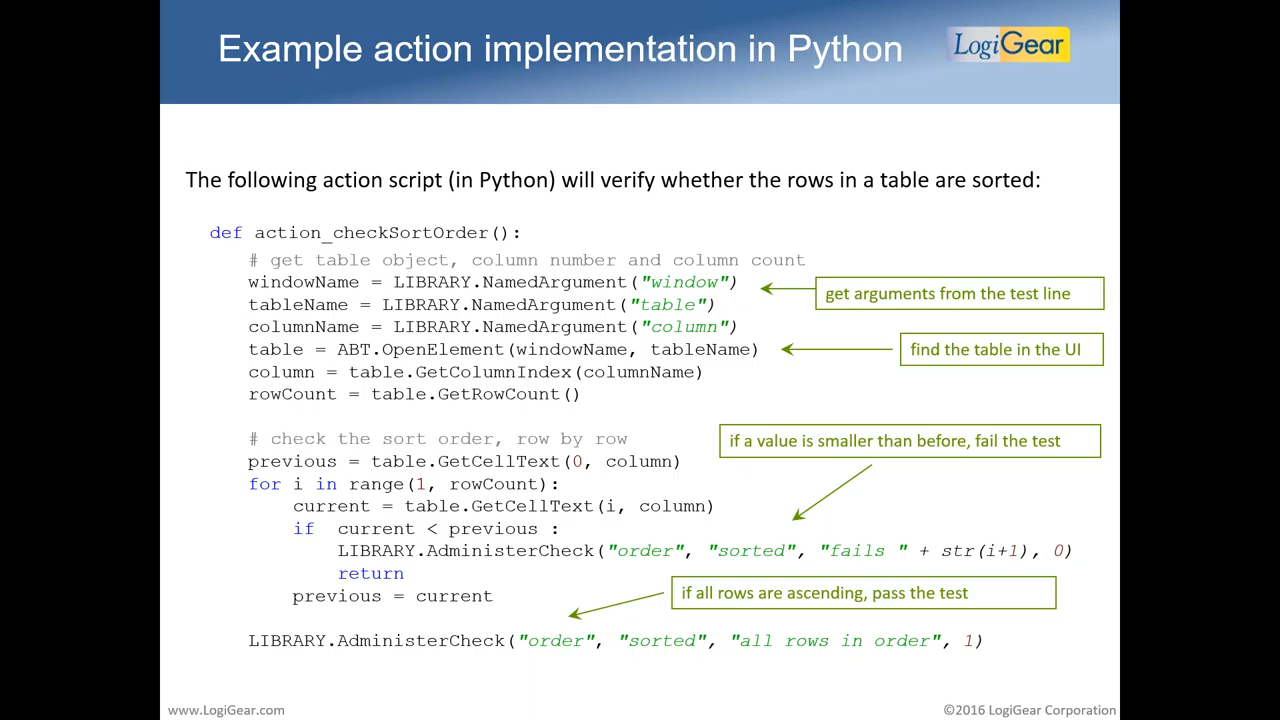 Example action implementation in Python
LogiGear
The following action script (in Python) will verify whether the rows in a table are sorted:
def action_checkSortOrder():
# get table object, column number and column count
windowName = LIBRARY.NamedArgument("window")
get arguments from the test line
tableName = LIBRARY.NamedArgument("table")
columnName = LIBRARY.NamedArgument("column")
table = ABT.OpenElement(windowName, tableName)
find the table in the UI
column = table.GetColumnIndex(columnName)
rowCount = table.GetRowCount()
# check the sort order, row by row
if a value is smaller than before, fail the test
previous = table.GetCellText(0, column)
for i in range(1, rowCount):
current = table.GetCellText(i, column)
if current < previous :
LIBRARY.AdministerCheck("order", "sorted", "fails " + str(i+1), 0)
return
if all rows are ascending, pass the test
previous = current
LIBRARY.AdministerCheck("order", "sorted", "all rows in order", 1)
www.LogiGear.com
©2016 LogiGear Corporation